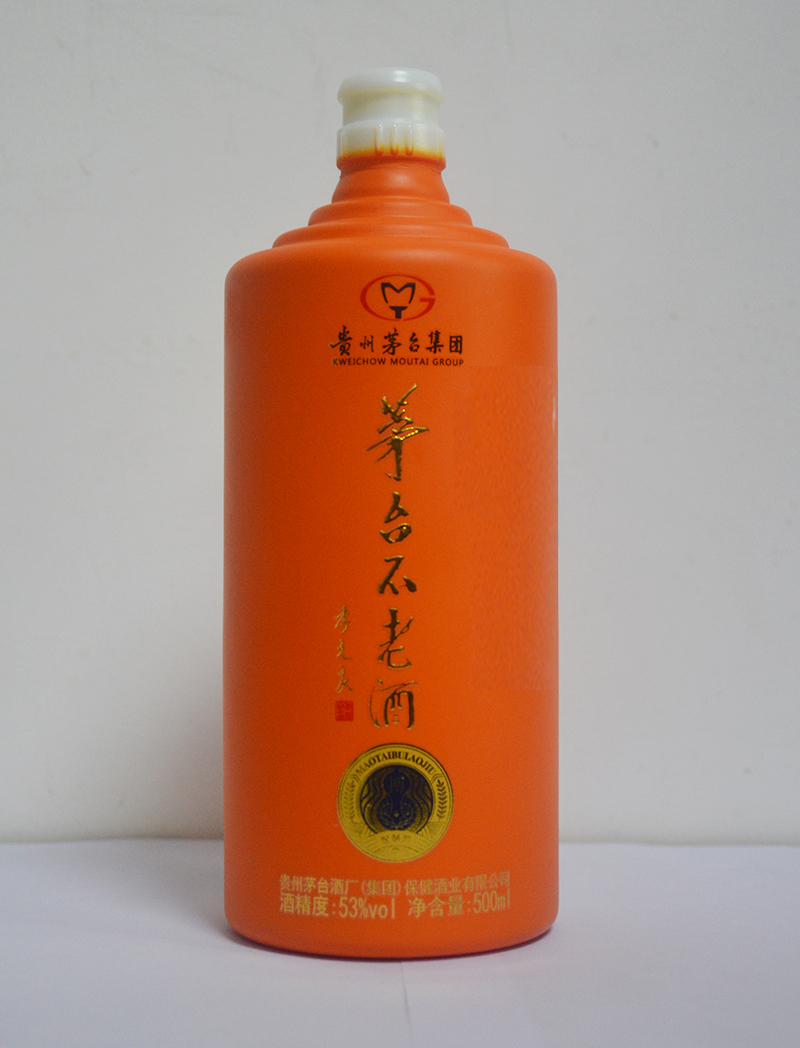 贵州茅台集团
KWEICHOW MOUTAI GROUP
茅台不老酒
MAOTAIBULAOJIU
贵州茅台酒厂(集团)保健酒业有限公司
酒精度:53%vol 净含量:500ml